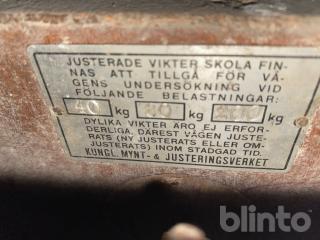 JUSTERADE VIKTER SKOLA FIN-
NAS ATT TILLGÅ FÖR VÅ-
GENS UNDERSÖKNING VID
FÖLJANDE BELASTNINGAR:
40 kg kg kg
DYLIKA VIKTER ÄRO EJ ERFOR-
DERLIGA, DÄREST VÅGEN JUSTE-
RATS (NY JUSTERATS ELLER OM-
JUSTERATS) INOM STADGAD TID.
KUNGL. MYNT- & JUSTERINGSVERKET
blinto